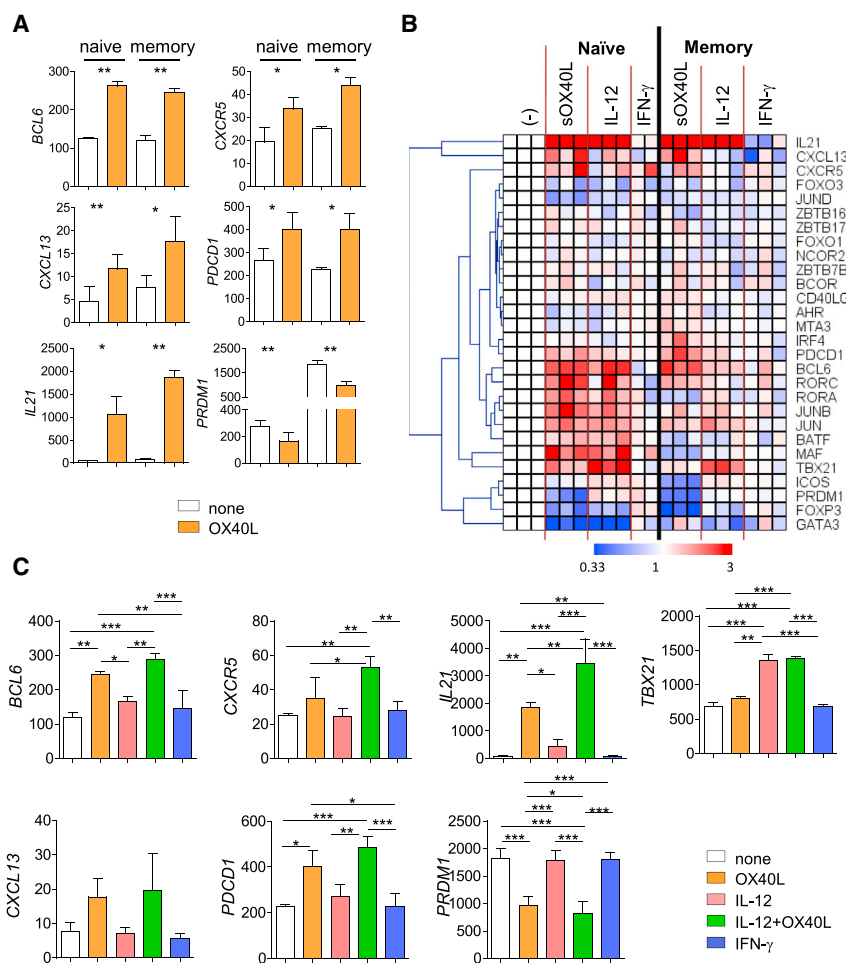 A
naive memory
naive memory
BCL6
300
200
100
0
**
**
CXCR5
50
40
30
20
10
0
*
*
CXCL13
25
20
15
10
5
0
**
*
PDCD1
500
400
300
200
100
0
*
*
IL21
2500
2000
1500
1000
500
0
*
**
PRDM1
2500
1500
500
400
200
0
**
**
none
OX40L
B
Naïve Memory
(-) sOX40L IL-12 IFN-γ sOX40L IL-12 IFN-γ
IL21
CXCL13
CXCR5
FOXO3
JUND
ZBTB16
ZBTB17
FOXO1
NCOR2
ZBTB7B
BCOR
CD40LG
AHR
MTA3
IRF4
PDCD1
BCL6
RORC
RORA
JUNB
JUN
BATF
MAF
TBX21
ICOS
PRDM1
FOXP3
GATA3
0.33 1 3
C
BCL6
400
300
200
100
0
***
**
***
** **
*
CXCR5
80
60
40
20
0
** **
**
*
IL21
5000
4000
3000
2000
1000
0
**
***
***
** ***
**
*
TBX21
2000
1500
1000
500
0
***
***
*** ***
** ***
CXCL13
40
30
20
10
0
PDCD1
600
400
200
0
*
***
** ***
*
PRDM1
2500
2000
1500
1000
500
0
***
*
*** ***
***
*** ***
none
OX40L
IL-12
IL-12+OX40L
IFN-γ